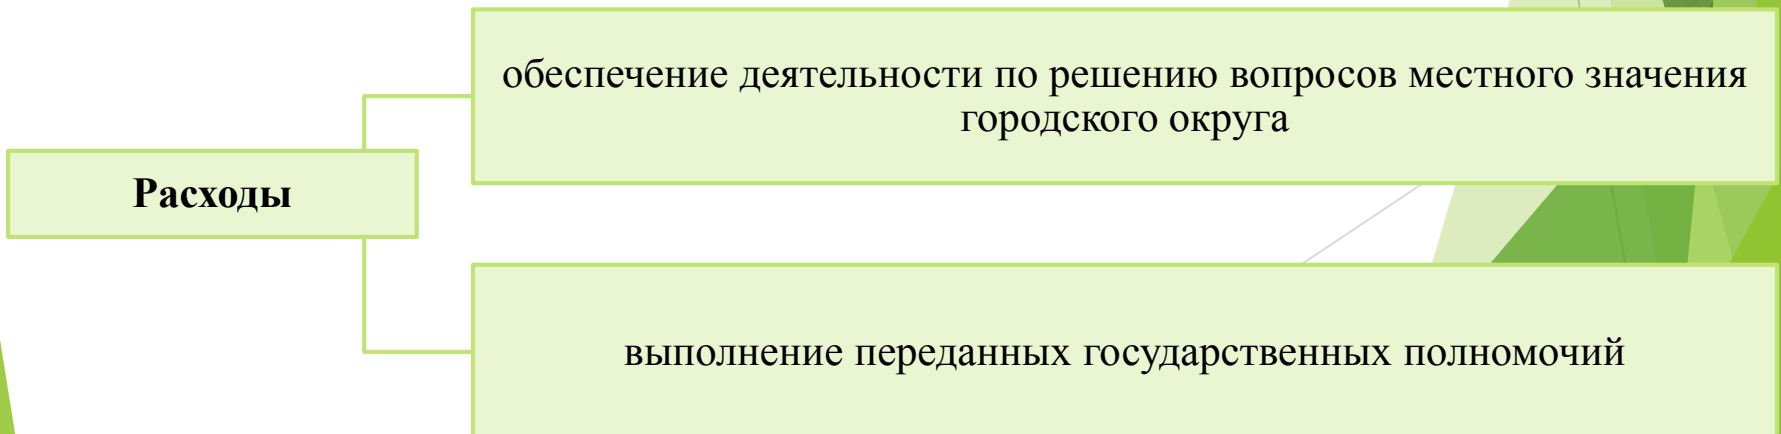 обеспечение деятельности по решению вопросов местного значения
городского округа
Расходы
выполнение переданных государственных полномочий